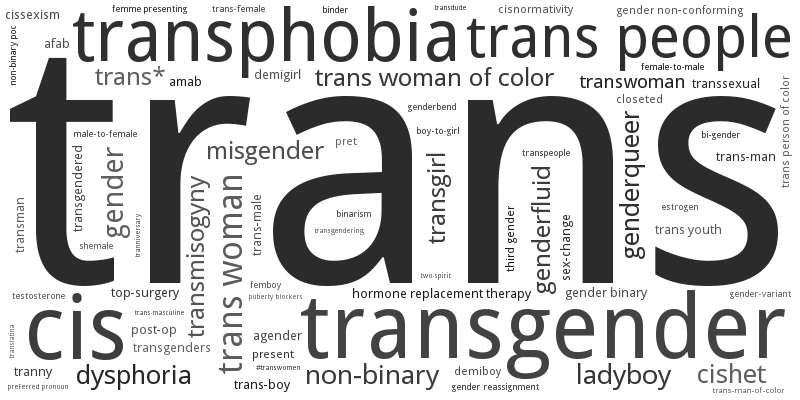 cissexism
femme presenting
trans-female
binder
transdude
cisnormativity
gender non-conforming
non-binary poc
afab
transphobia
trans people
female-to-male
trans*
amab
demigirl
trans woman of color
transwoman
transsexual
closeted
trans person of color
trans
genderbend
male-to-female
boy-to-girl
bi-gender
misgender
pret
transpeople
trans-man
transgendered
gender
transgirl
genderqueer
transman
shemale
tranniversary
transmisogyny
trans woman
trans-male
binarism
transgendering
third gender
genderfluid
sex-change
estrogen
trans youth
two-spirit
femboy
testosterone
top-surgery
puberty blockers
hormone replacement therapy
gender binary
gender-variant
cis
trans-masculine
post-op
transgenders
translatina
agender
present
transgender
#transwomen
tranny
preferred pronoun
dysphoria
trans-boy
non-binary
demiboy
gender reassignment
ladyboy
cishet
trans-man-of-color